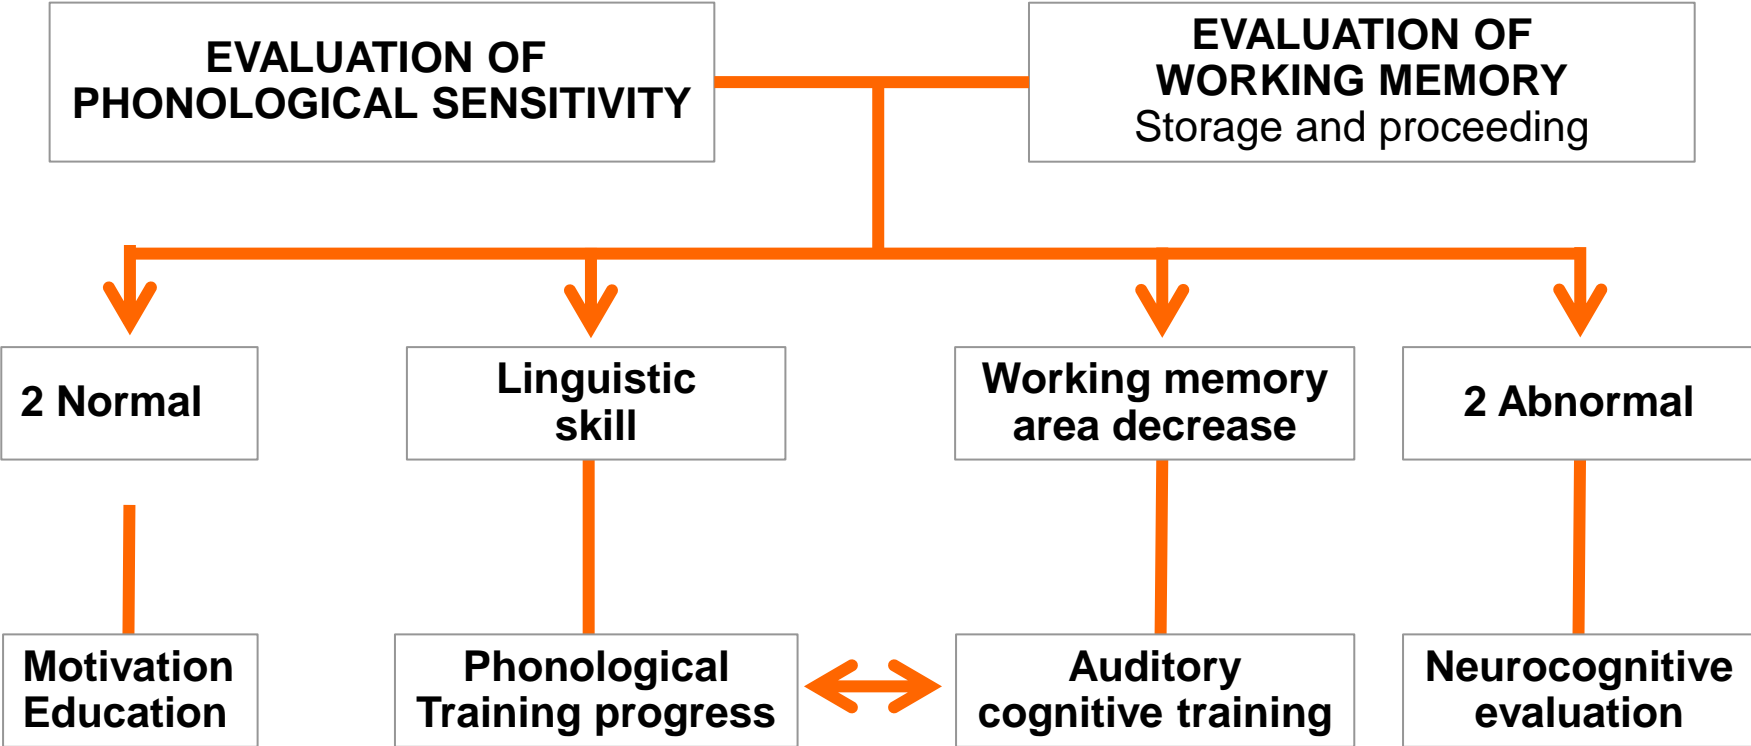 EVALUATION OF
PHONOLOGICAL SENSITIVITY
EVALUATION OF
WORKING MEMORY
Storage and proceeding
2 Normal
Linguistic
skill
Working memory
area decrease
2 Abnormal
Motivation
Education
Phonological
Training progress
Auditory
cognitive training
Neurocognitive
evaluation